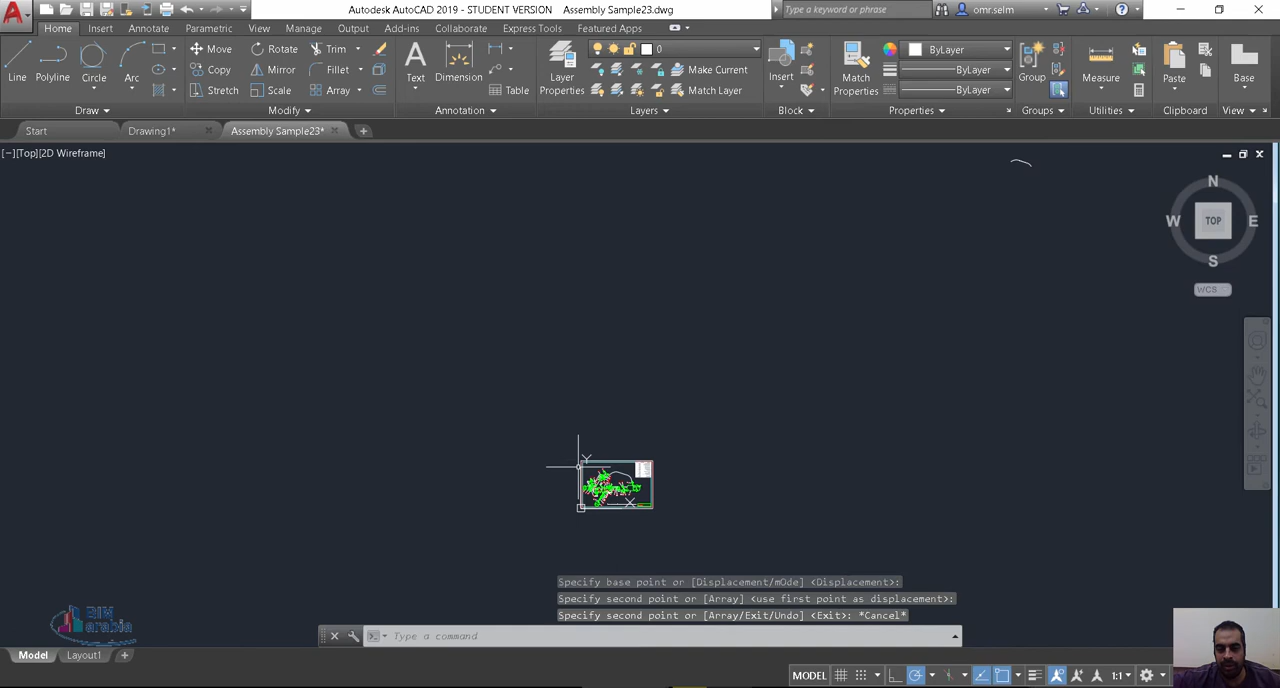 Autodesk AutoCAD 2019 - STUDENT VERSION Assembly Sample23.dwg
Type a keyword or phrase
omr.selm
Home Insert Annotate Parametric View Manage Output Add-ins Collaborate Express Tools Featured Apps
Line Polyline Circle Arc
Move Rotate Trim
Copy Mirror Fillet
Stretch Scale Array
Text Dimension Table
Layer Properties
0
Make Current
Match Layer
Insert
Match Properties
ByLayer
ByLayer
ByLayer
Group
Measure
Paste
Base
Draw Modify Annotation Layers Block Properties Groups Utilities Clipboard View
Start Drawing1* Assembly Sample23*
[−][Top][2D Wireframe]
N
W TOP E
S
WCS
Y
X
Specify base point or [Displacement/mOde] <Displacement>:
Specify second point or [Array] <use first point as displacement>:
Specify second point or [Array/Exit/Undo] <Exit>: *Cancel*
Type a command
BIM
arabia
Model Layout1
MODEL 1:1